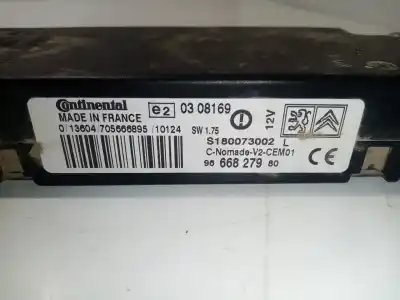 Continental
e2
03 08169
MADE IN FRANCE
0/13604/705666895/10124
SW 1.75
12V
S180073002 L
C-Nomade-V2-CEM01
96 668 279 80
CE